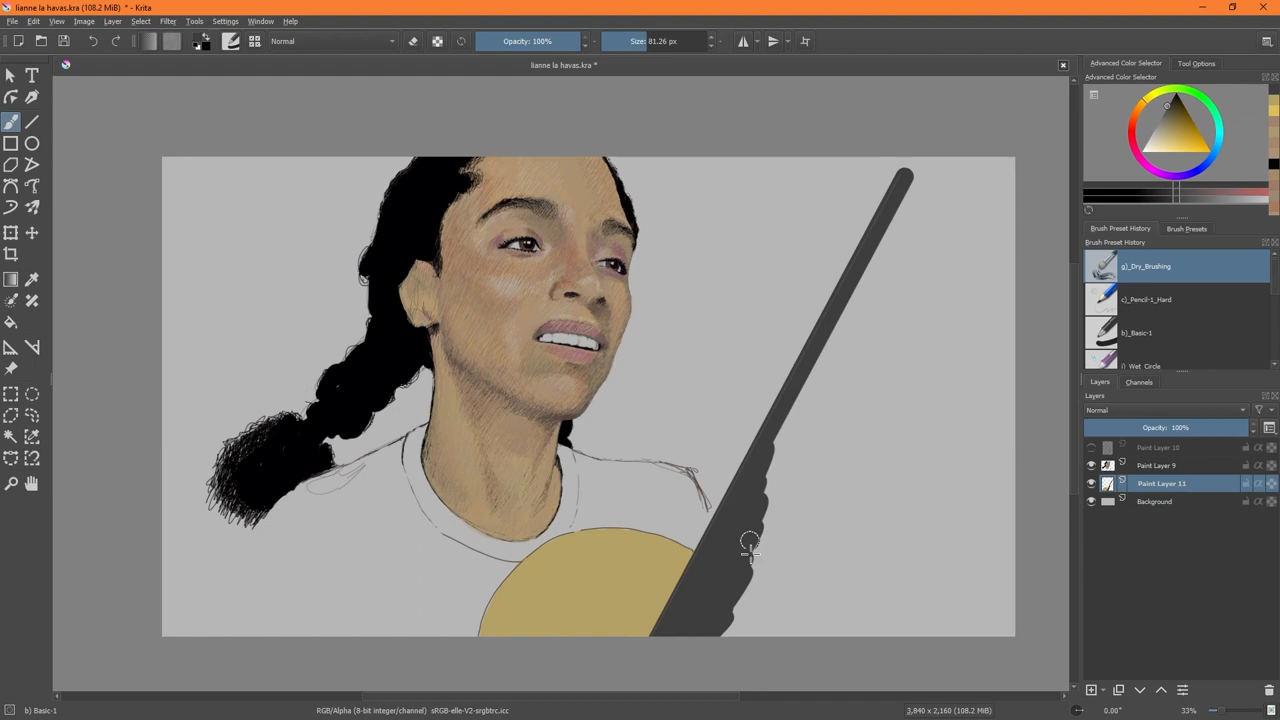 lianne la havas.kra (108.2 MiB) * - Krita
File Edit View Image Layer Select Filter Tools Settings Window Help
Normal Opacity: 100% Size: 81.26 px
lianne la havas.kra *
Advanced Color Selector Tool Options
Advanced Color Selector
Brush Preset History Brush Presets
Brush Preset History
g)_Dry_Brushing
c)_Pencil-1_Hard
b)_Basic-1
i)_Wet_Circle
Layers Channels
Layers
Normal
Opacity: 100%
Paint Layer 10
Paint Layer 9
Paint Layer 11
Background
b) Basic-1 RGB/Alpha (8-bit integer/channel) sRGB-elle-V2-srgbtrc.icc 3,840 x 2,160 (108.2 MiB) 0.00° 33%